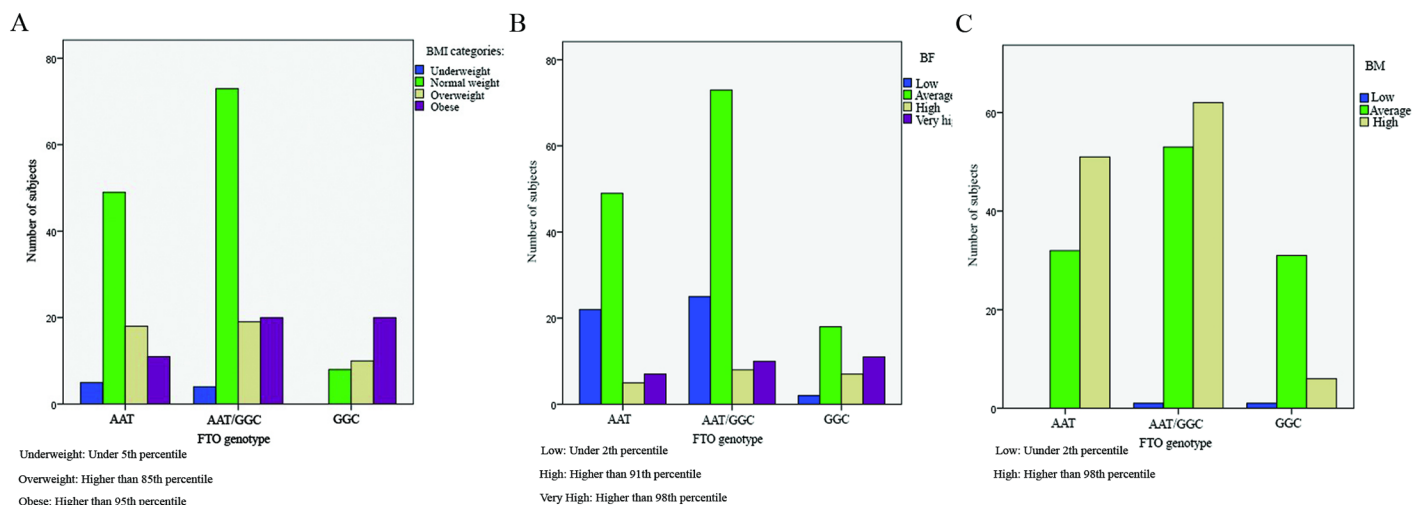 A
BMI categories:
Underweight
Normal weight
Overweight
Obese
Number of subjects
80
60
40
20
0
AAT
AAT/GGC
GGC
FTO genotype
Underweight: Under 5th percentile
Overweight: Higher than 85th percentile
Obese: Higher than 95th percentile
B
BF
Low
Average
High
Very hi
Number of subjects
80
60
40
20
0
AAT
AAT/GGC
GGC
FTO genotype
Low: Under 2th percentile
High: Higher than 91th percentile
Very High: Higher than 98th percentile
C
BM
Low
Average
High
Number of subjects
60
40
20
0
AAT
AAT/GGC
GGC
FTO genotype
Low: Uunder 2th percentile
High: Higher than 98th percentile